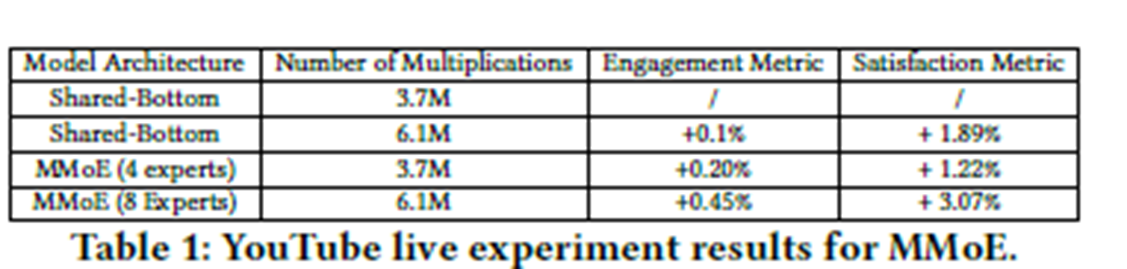 Model Architecture Number of Multiplications Engagement Metric Satisfaction Metric
Shared-Bottom 3.7M / /
Shared-Bottom 6.1M +0.1% + 1.89%
MMoE (4 experts) 3.7M +0.20% + 1.22%
MMoE (8 Experts) 6.1M +0.45% + 3.07%
Table 1: YouTube live experiment results for MMoE.